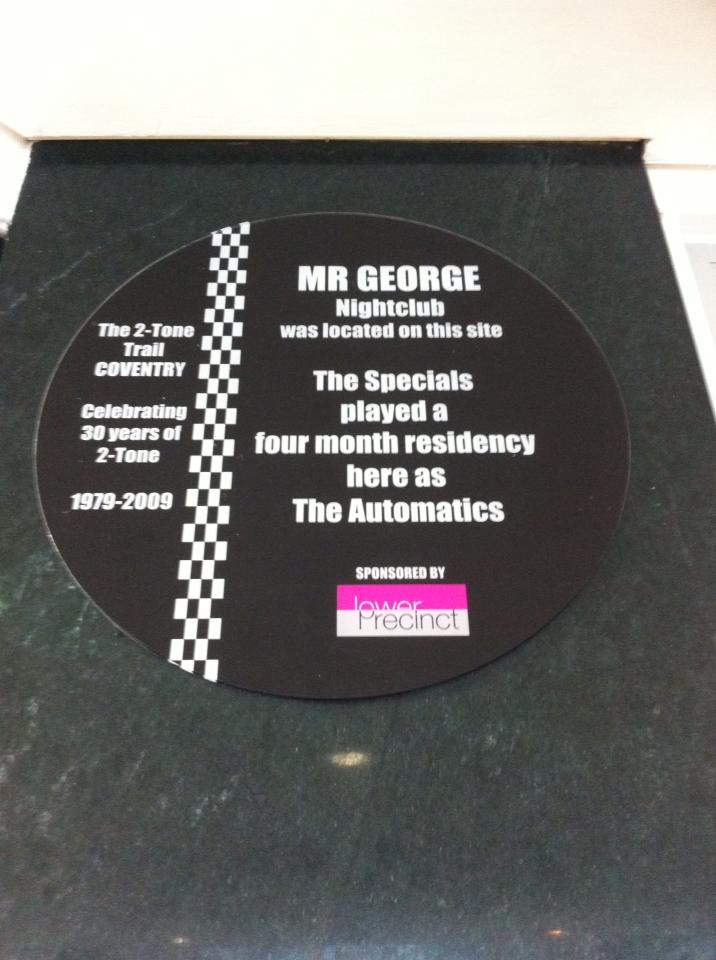 The 2-Tone
Trail
COVENTRY
Celebrating
30 years of
2-Tone
1979-2009
MR GEORGE
Nightclub
was located on this site
The Specials
played a
four month residency
here as
The Automatics
SPONSORED BY
lower
Precinct